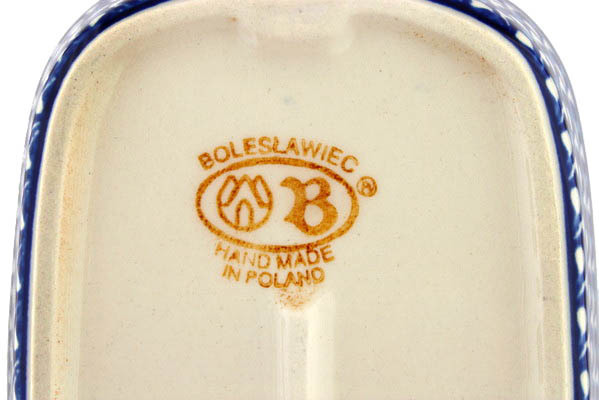 BOLESŁAWIEC
B ®
HAND MADE
IN POLAND